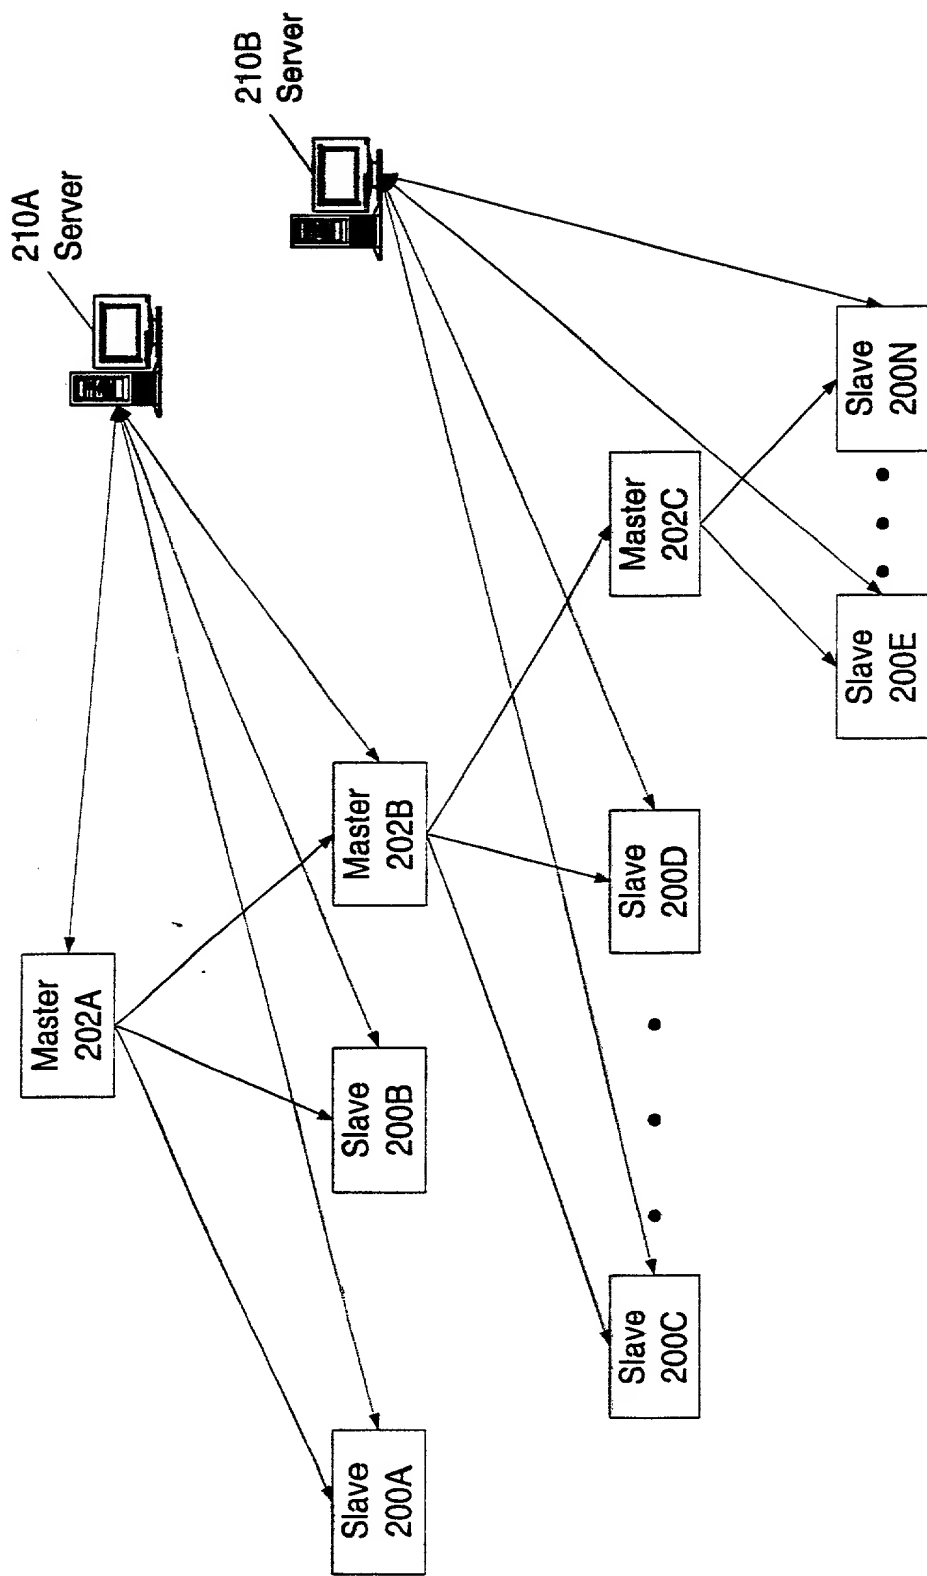 210A
Server
210B
Server
Master
202A
Slave
200A
Slave
200B
Master
202B
Slave
200C
Slave
200D
Master
202C
Slave
200E
Slave
200N